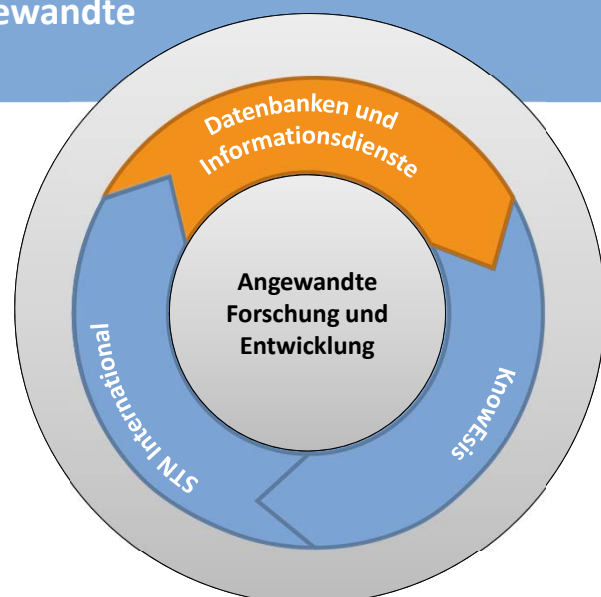 ewandte
Datenbanken und
Informationsdienste
Angewandte
Forschung und
Entwicklung
STN International
KnowEsis